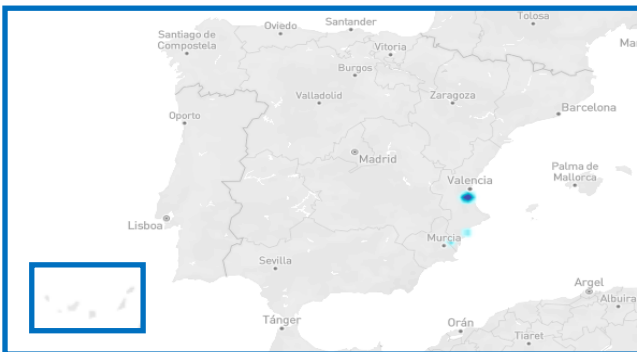 Tolosa
Santander
Oviedo
Santiago de
Compostela
Vitoria
Mar
Burgos
Valladolid
Zaragoza
Barcelona
Oporto
Madrid
Palma de
Mallorca
Valencia
Lisboa
Murcia
Sevilla
Argel
Albuira
Tánger
Orán
Tiaret